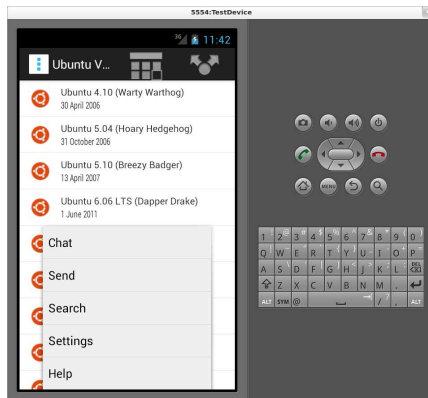 5554:TestDevice
36 11:42
Ubuntu V...
Ubuntu 4.10 (Warty Warthog)
30 April 2006
Ubuntu 5.04 (Hoary Hedgehog)
31 October 2006
Ubuntu 5.10 (Breezy Badger)
13 April 2007
Ubuntu 6.06 LTS (Dapper Drake)
1 June 2011
Chat
Send
Search
Settings
Help
MENU
1 2 3 4 5 6 7 8 9 0
Q W E R T Y U I O P
A S D F G H J K L DEL
Z X C V B N M .
ALT SYM @ / ? , ALT